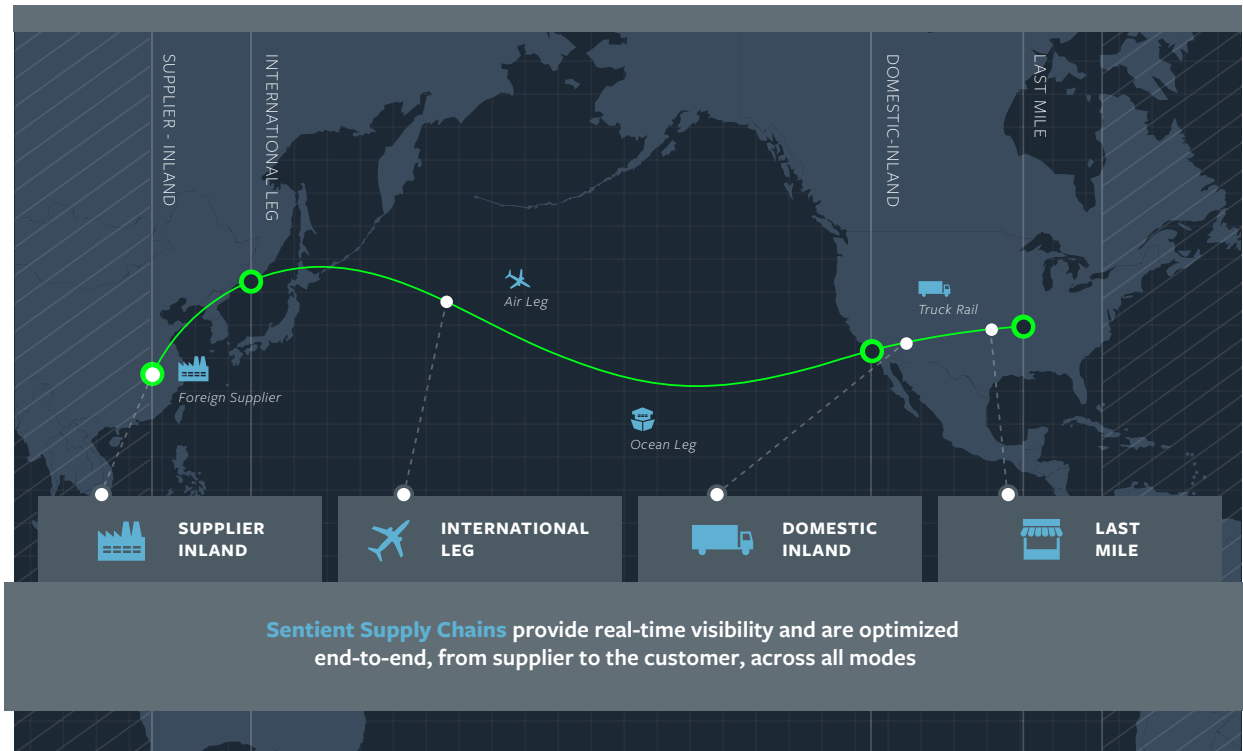 SUPPLIER - INLAND
INTERNATIONAL LEG
DOMESTIC-INLAND
LAST MILE
Air Leg
Truck Rail
Foreign Supplier
Ocean Leg
SUPPLIER
INLAND
INTERNATIONAL
LEG
DOMESTIC
INLAND
LAST
MILE
Sentient Supply Chains provide real-time visibility and are optimized
end-to-end, from supplier to the customer, across all modes